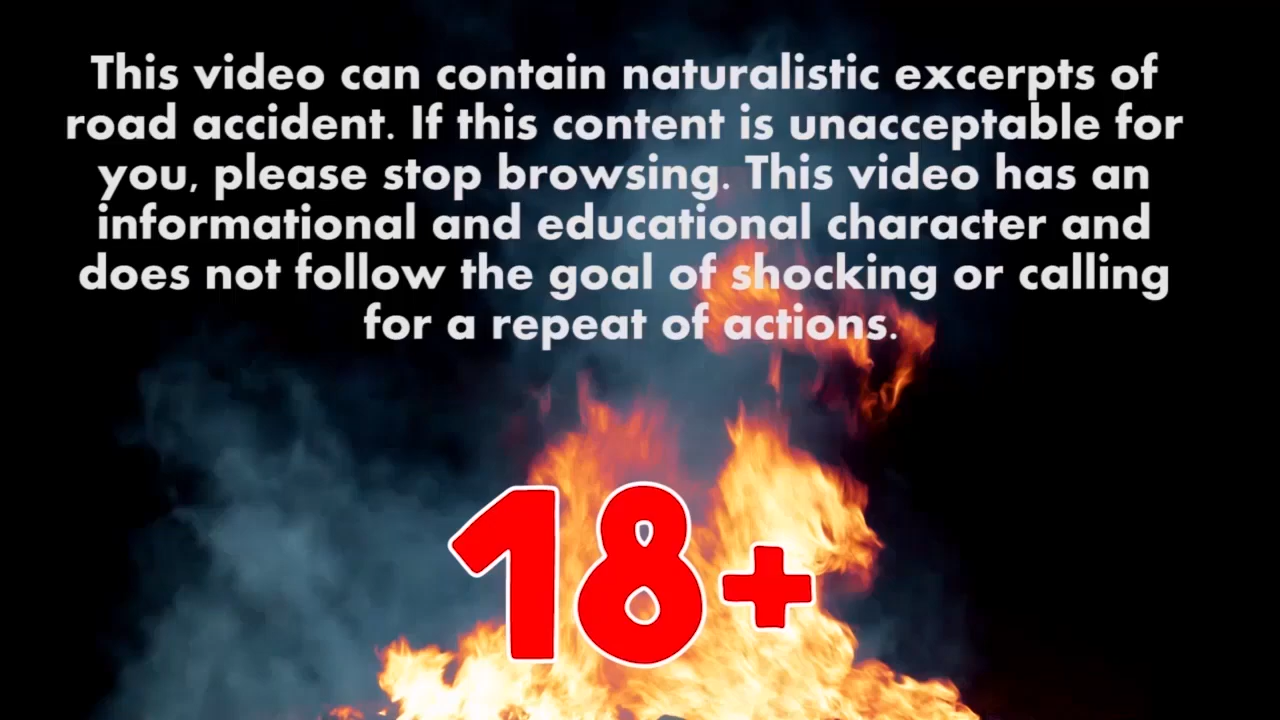 This video can contain naturalistic excerpts of
road accident. If this content is unacceptable for
you, please stop browsing. This video has an
informational and educational character and
does not follow the goal of shocking or calling
for a repeat of actions.
18+